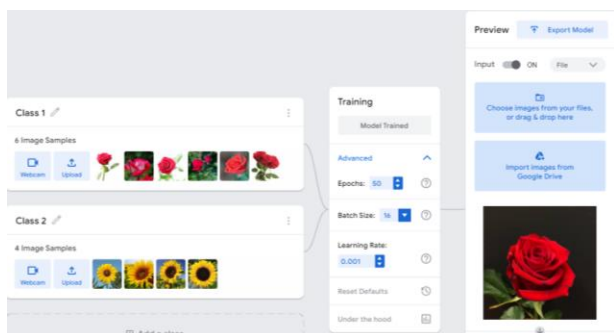 Preview
Export Model
Input ON File
Choose images from your files,
or drag & drop here
Import images from
Google Drive
Class 1
6 Image Samples
Webcam Upload
Class 2
4 Image Samples
Webcam Upload
Add a class
Training
Model Trained
Advanced
Epochs: 50
Batch Size: 16
Learning Rate:
0.001
Reset Defaults
Under the hood